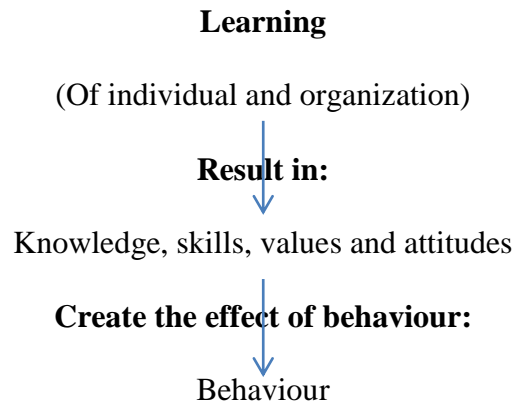 Learning
(Of individual and organization)
Result in:
Knowledge, skills, values and attitudes
Create the effect of behaviour:
Behaviour